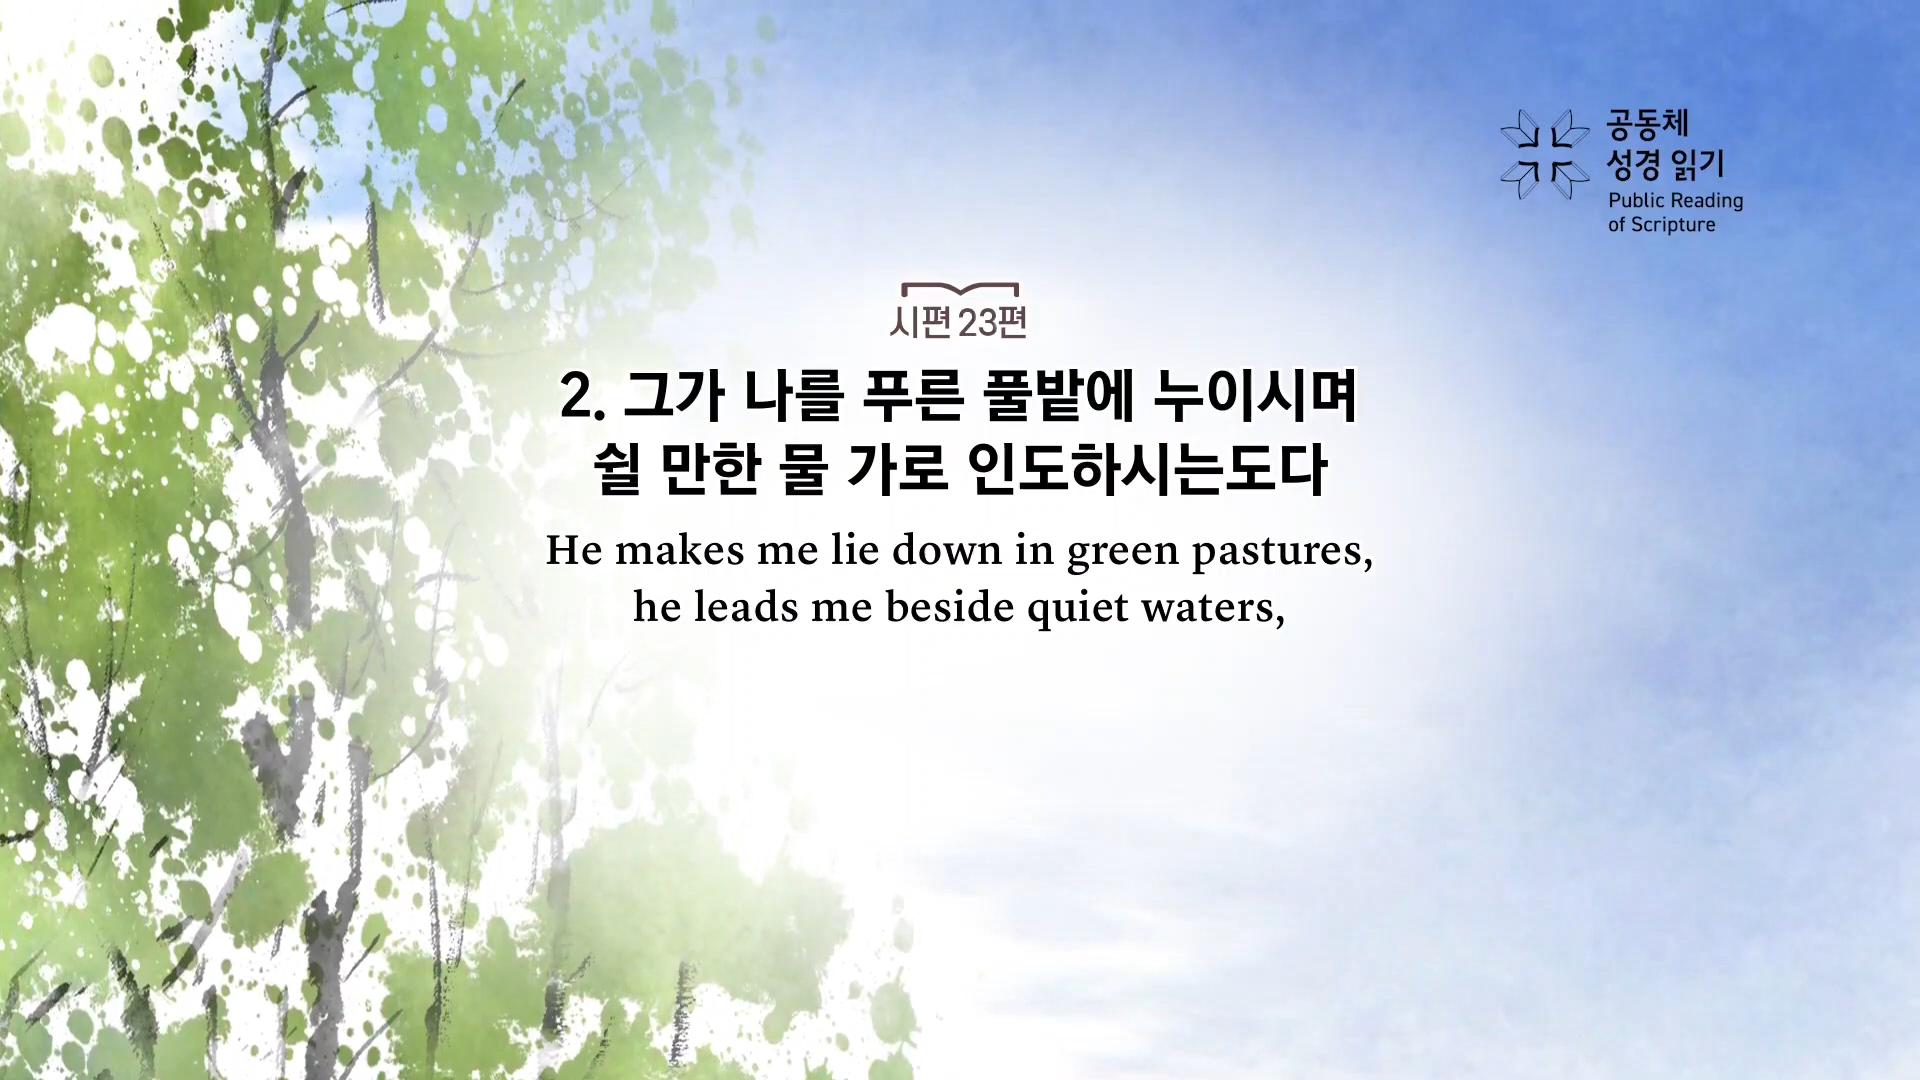 공동체
성경 읽기
Public Reading
of Scripture
시편 23편
2. 그가 나를 푸른 풀밭에 누이시며
쉴 만한 물 가로 인도하시는도다
He makes me lie down in green pastures,
he leads me beside quiet waters,